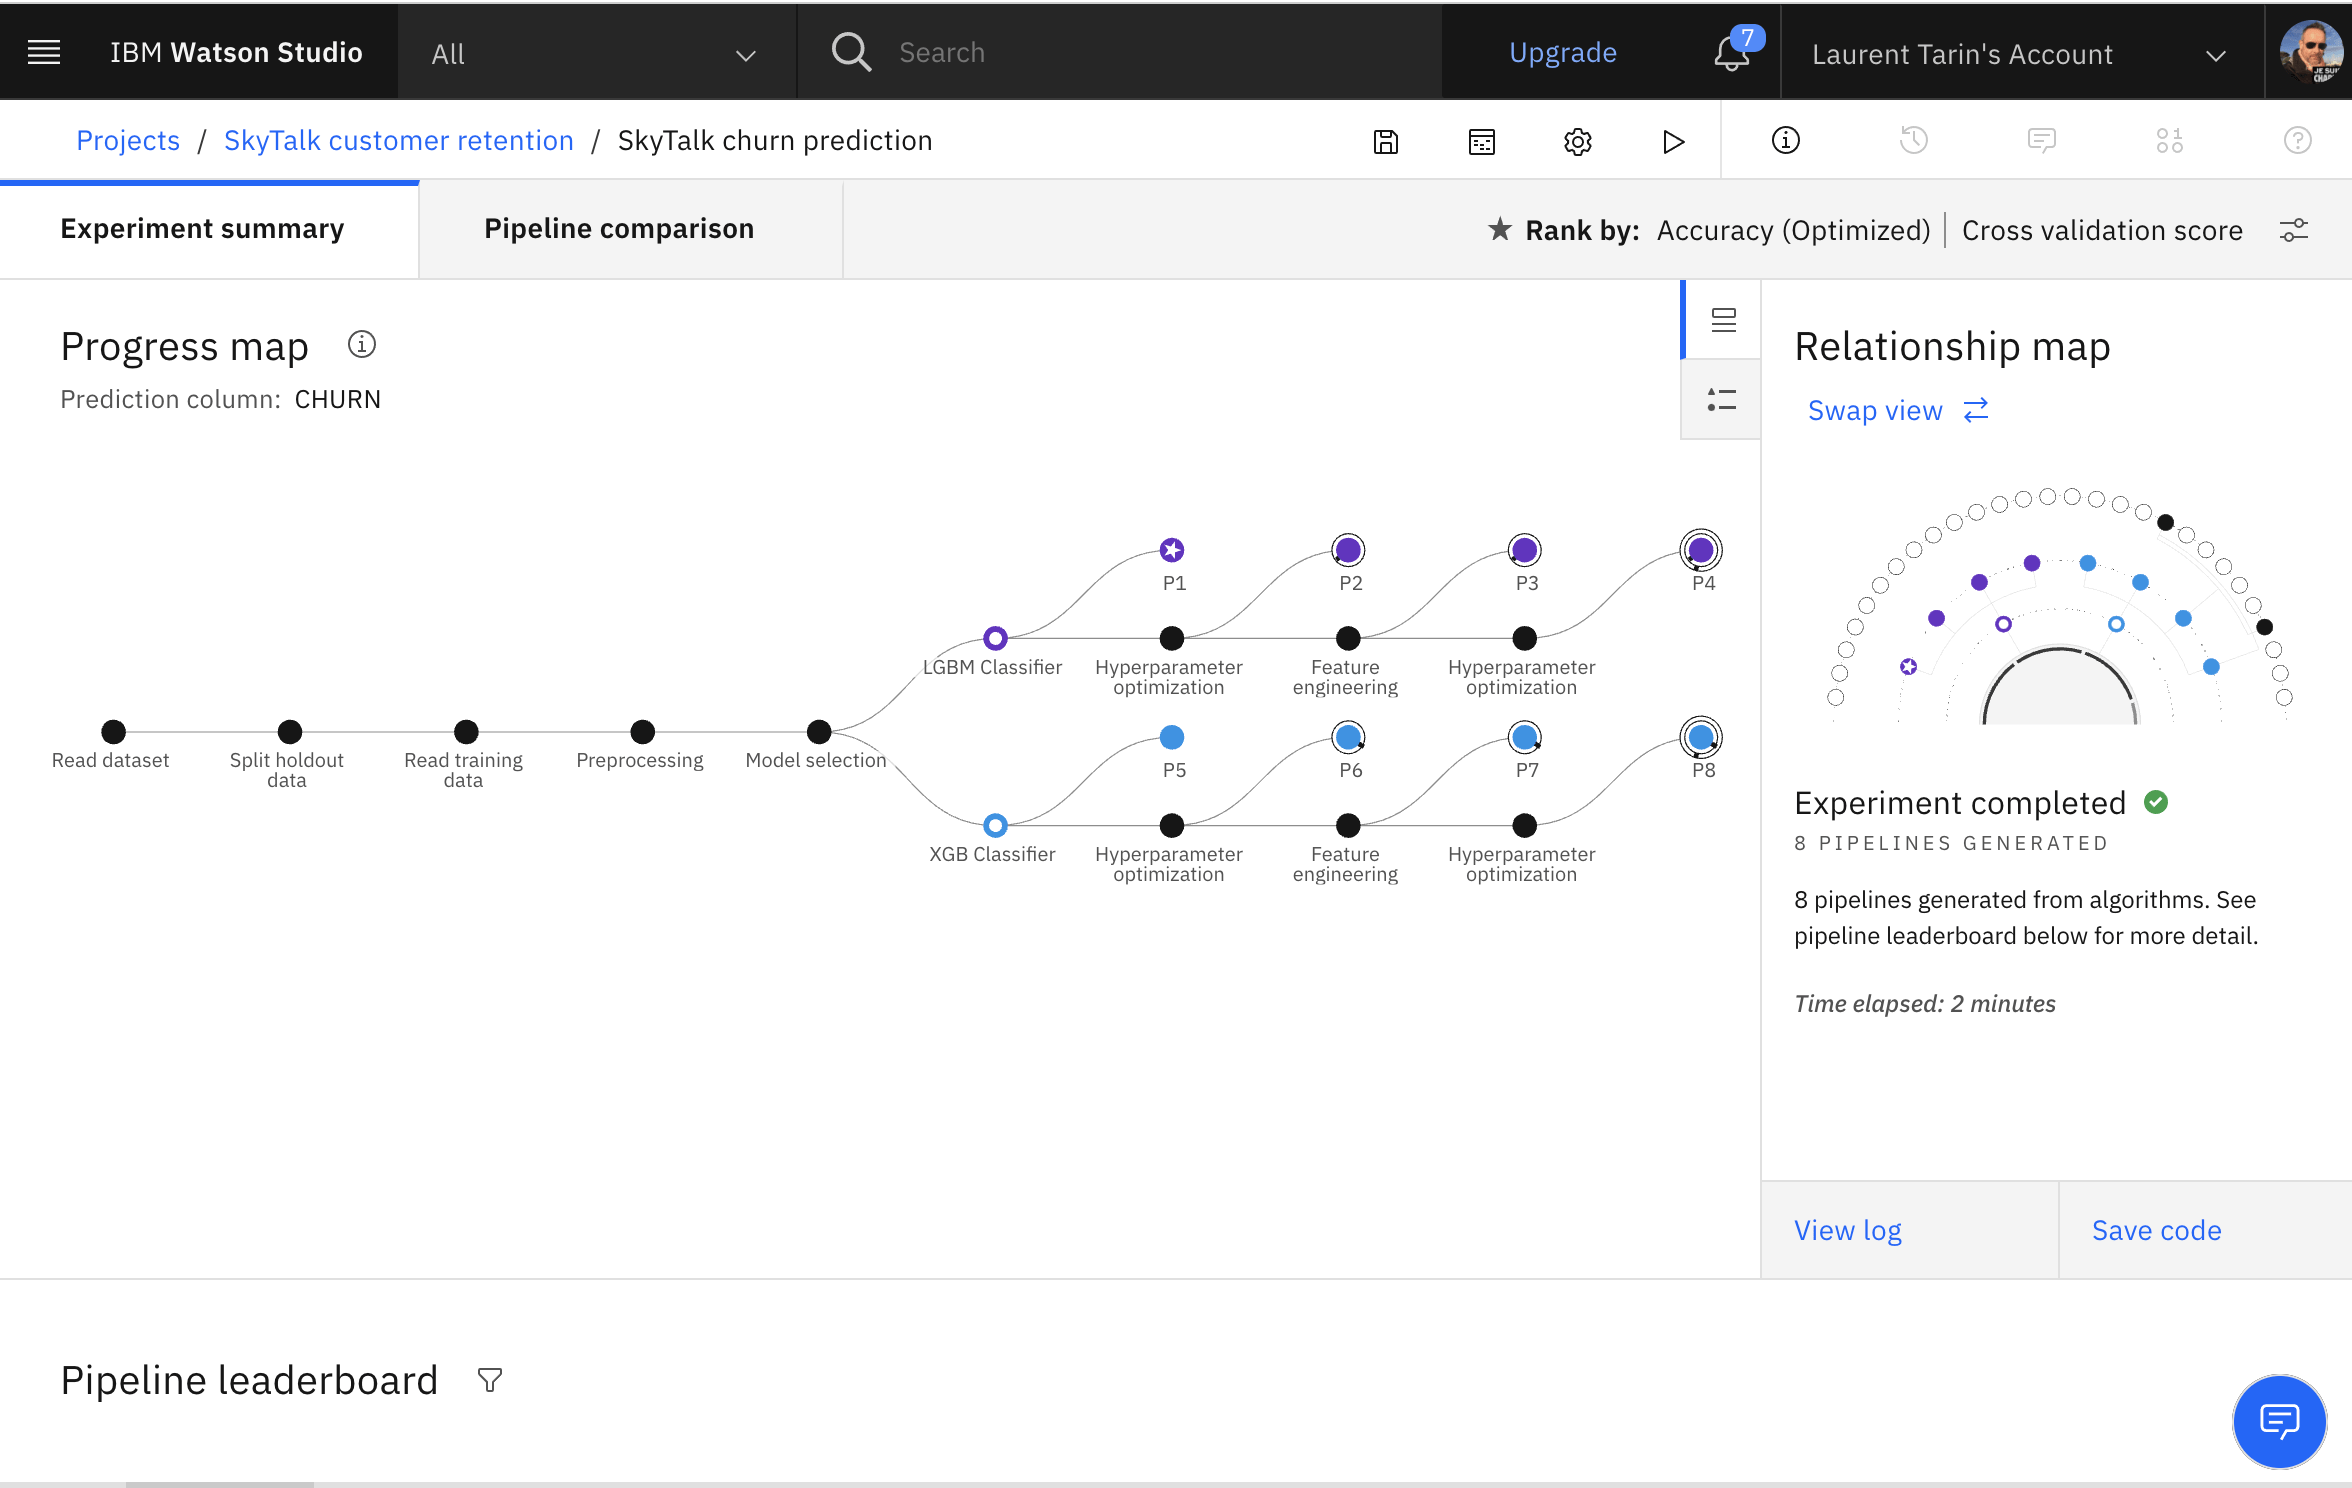 IBM Watson Studio
All
Search
Upgrade
7
Laurent Tarin's Account
JE SUI
CHAR
Projects / SkyTalk customer retention / SkyTalk churn prediction
Experiment summary
Pipeline comparison
Rank by: Accuracy (Optimized) | Cross validation score
Progress map
Prediction column: CHURN
P1
P2
P3
P4
LGBM Classifier
Hyperparameter
optimization
Feature
engineering
Hyperparameter
optimization
Read dataset
Split holdout
data
Read training
data
Preprocessing
Model selection
P5
P6
P7
P8
XGB Classifier
Hyperparameter
optimization
Feature
engineering
Hyperparameter
optimization
Relationship map
Swap view
Experiment completed
8 PIPELINES GENERATED
8 pipelines generated from algorithms. See
pipeline leaderboard below for more detail.
Time elapsed: 2 minutes
View log
Save code
Pipeline leaderboard